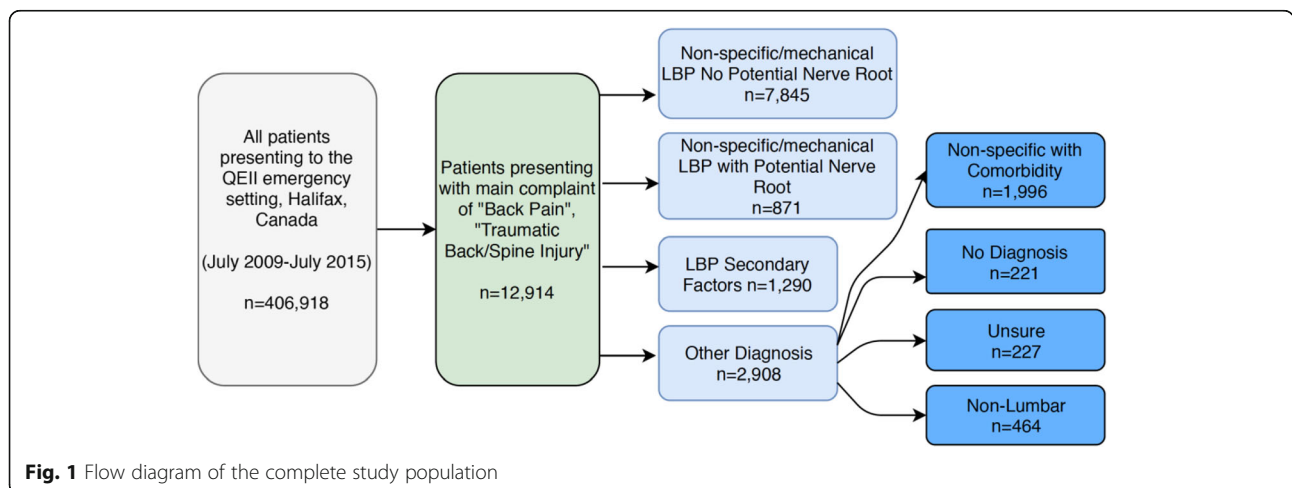 All patients
presenting to the
QEII emergency
setting, Halifax,
Canada
(July 2009-July 2015)
n=406,918
Patients presenting
with main complaint
of "Back Pain",
"Traumatic
Back/Spine Injury"
n=12,914
Non-specific/mechanical
LBP No Potential Nerve Root
n=7,845
Non-specific/mechanical
LBP with Potential Nerve
Root
n=871
LBP Secondary
Factors n=1,290
Other Diagnosis
n=2,908
Non-specific with
Comorbidity
n=1,996
No Diagnosis
n=221
Unsure
n=227
Non-Lumbar
n=464
Fig. 1 Flow diagram of the complete study population